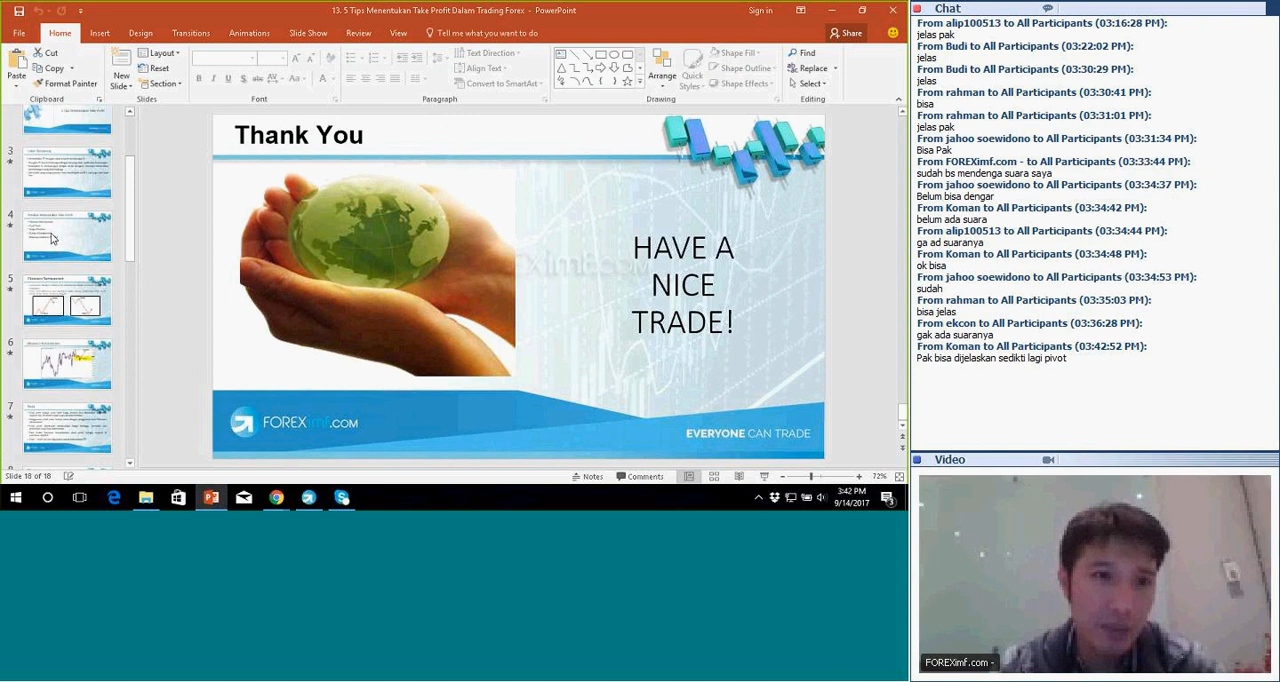 13. 5 Tips Menentukan Take Profit Dalam Trading Forex - PowerPoint
Sign in
File
Home
Insert
Design
Transitions
Animations
Slide Show
Review
View
Tell me what you want to do
Share
Paste
Cut
Copy
Format Painter
Clipboard
New
Slide
Layout
Reset
Section
Slides
Font
Text Direction
Align Text
Convert to SmartArt
Paragraph
Arrange
Quick
Styles
Shape Fill
Shape Outline
Shape Effects
Drawing
Find
Replace
Select
Editing
3
4
5
6
7
Thank You
HAVE A
NICE
TRADE!
FOREXimf.COM
EVERYONE CAN TRADE
Slide 18 of 18
Notes
Comments
72%
3:42 PM
9/14/2017
Chat
From alip100513 to All Participants (03:16:28 PM):
jelas pak
From Budi to All Participants (03:22:02 PM):
jelas
From Budi to All Participants (03:30:29 PM):
jelas
From rahman to All Participants (03:30:41 PM):
bisa
From rahman to All Participants (03:31:01 PM):
jelas pak
From jahoo soewidono to All Participants (03:31:34 PM):
Bisa Pak
From FOREXimf.com - to All Participants (03:33:44 PM):
sudah bs mendenga suara saya
From jahoo soewidono to All Participants (03:34:37 PM):
Belum bisa dengar
From Koman to All Participants (03:34:42 PM):
belum ada suara
From alip100513 to All Participants (03:34:44 PM):
ga ad suaranya
From Koman to All Participants (03:34:48 PM):
ok bisa
From jahoo soewidono to All Participants (03:34:53 PM):
sudah
From rahman to All Participants (03:35:03 PM):
bisa jelas
From ekcon to All Participants (03:36:28 PM):
gak ada suaranya
From Koman to All Participants (03:42:52 PM):
Pak bisa dijelaskan sedikti lagi pivot
Video
FOREXimf.com -